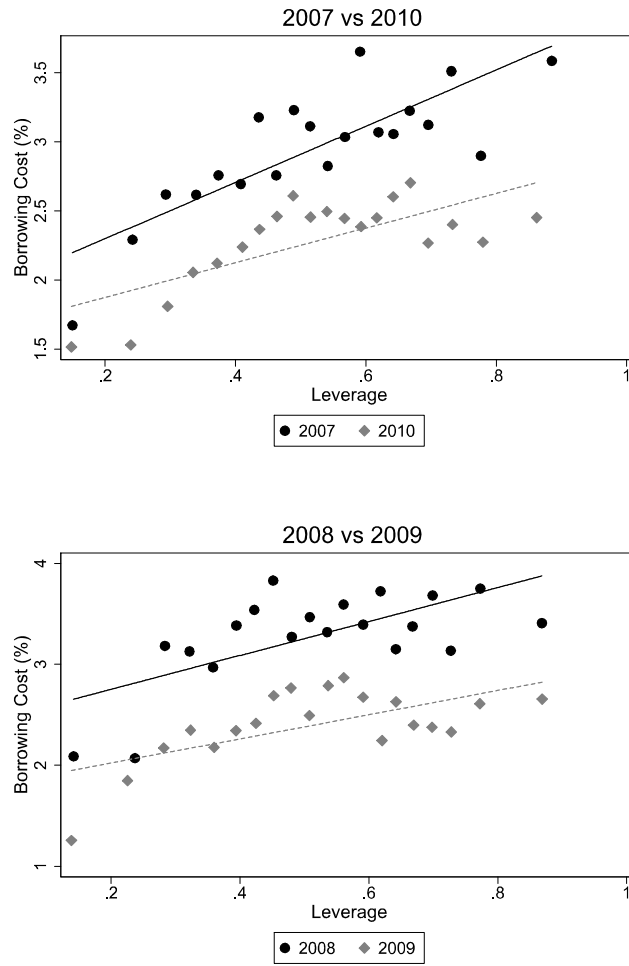 2007 vs 2010
Borrowing Cost (%)
3.5
3
2.5
2
1.5
.2 .4 .6 .8 1
Leverage
2007 2010
2008 vs 2009
Borrowing Cost (%)
4
3
2
1
.2 .4 .6 .8 1
Leverage
2008 2009